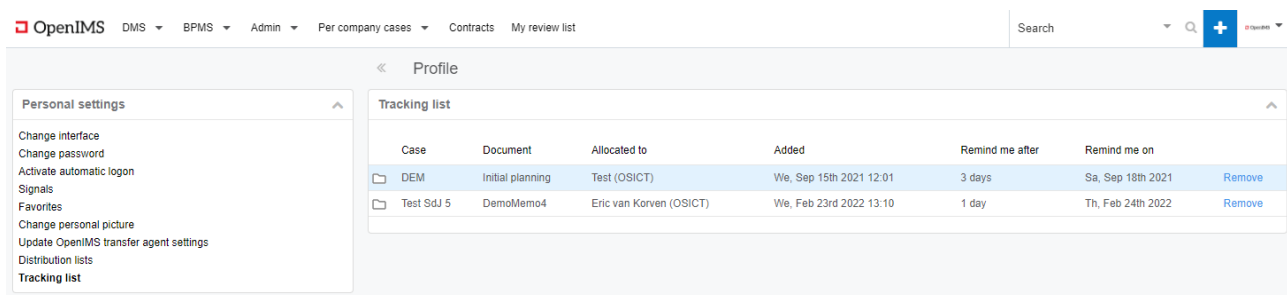 OpenIMS DMS BPMS Admin Per company cases Contracts My review list Search OpenIMS
Profile
Personal settings
Change interface
Change password
Activate automatic logon
Signals
Favorites
Change personal picture
Update OpenIMS transfer agent settings
Distribution lists
Tracking list
Tracking list
Case Document Allocated to Added Remind me after Remind me on
DEM Initial planning Test (OSICT) We, Sep 15th 2021 12:01 3 days Sa, Sep 18th 2021 Remove
Test SdJ 5 DemoMemo4 Eric van Korven (OSICT) We, Feb 23rd 2022 13:10 1 day Th, Feb 24th 2022 Remove